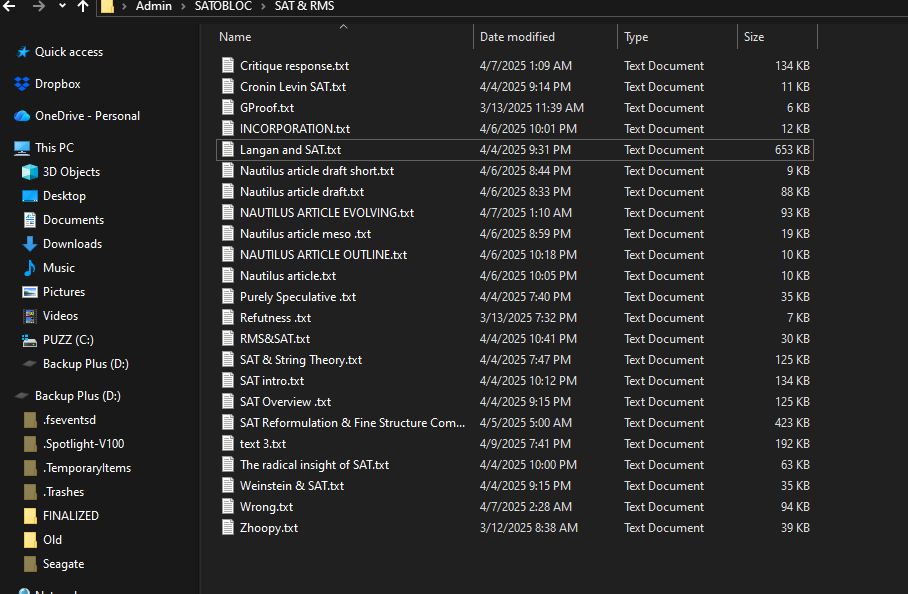 Admin > SATOBLOC > SAT & RMS
Name Date modified Type Size
Quick access
Dropbox
OneDrive - Personal
This PC
3D Objects
Desktop
Documents
Downloads
Music
Pictures
Videos
PUZZ (C:)
Backup Plus (D:)
Backup Plus (D:)
.fseventsd
.Spotlight-V100
.TemporaryItems
.Trashes
FINALIZED
Old
Seagate
Critique response.txt 4/7/2025 1:09 AM Text Document 134 KB
Cronin Levin SAT.txt 4/4/2025 9:14 PM Text Document 11 KB
GProof.txt 3/13/2025 11:39 AM Text Document 6 KB
INCORPORATION.txt 4/6/2025 10:01 PM Text Document 12 KB
Langan and SAT.txt 4/4/2025 9:31 PM Text Document 653 KB
Nautilus article draft short.txt 4/6/2025 8:44 PM Text Document 9 KB
Nautilus article draft.txt 4/6/2025 8:33 PM Text Document 88 KB
NAUTILUS ARTICLE EVOLVING.txt 4/7/2025 1:10 AM Text Document 93 KB
Nautilus article meso .txt 4/6/2025 8:59 PM Text Document 19 KB
NAUTILUS ARTICLE OUTLINE.txt 4/6/2025 10:18 PM Text Document 10 KB
Nautilus article.txt 4/6/2025 10:05 PM Text Document 10 KB
Purely Speculative .txt 4/4/2025 7:40 PM Text Document 35 KB
Refutness .txt 3/13/2025 7:32 PM Text Document 7 KB
RMS&SAT.txt 4/4/2025 10:41 PM Text Document 30 KB
SAT & String Theory.txt 4/4/2025 7:47 PM Text Document 125 KB
SAT intro.txt 4/4/2025 10:12 PM Text Document 134 KB
SAT Overview .txt 4/4/2025 9:15 PM Text Document 125 KB
SAT Reformulation & Fine Structure Com... 4/5/2025 5:00 AM Text Document 423 KB
text 3.txt 4/9/2025 7:41 PM Text Document 192 KB
The radical insight of SAT.txt 4/4/2025 10:00 PM Text Document 63 KB
Weinstein & SAT.txt 4/4/2025 9:15 PM Text Document 35 KB
Wrong.txt 4/7/2025 2:28 AM Text Document 94 KB
Zhoopy.txt 3/12/2025 8:38 AM Text Document 39 KB